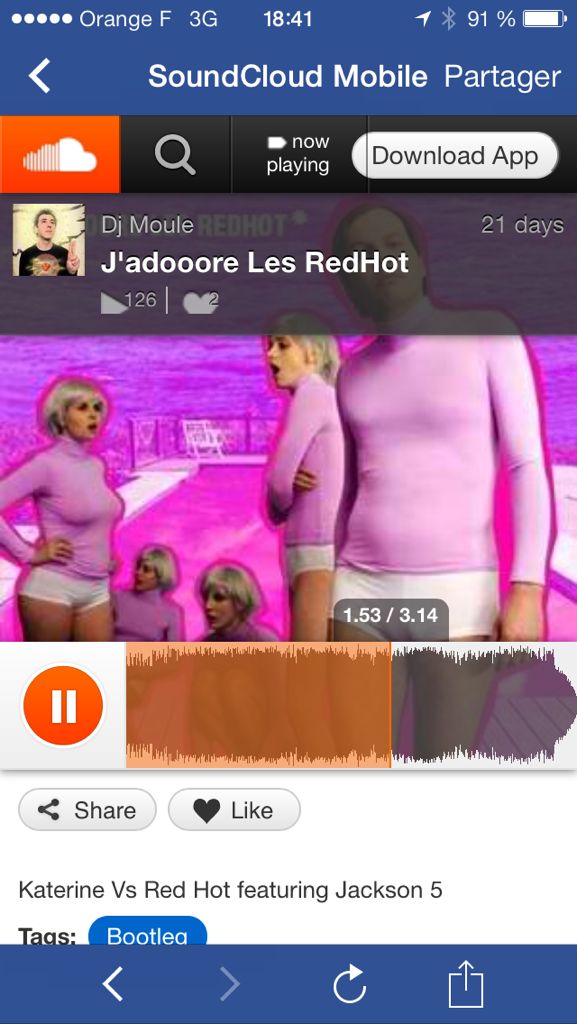 Orange F 3G 18:41 91 %
SoundCloud Mobile Partager
now
playing
Download App
REDHOT*
Dj Moule 21 days
J'adooore Les RedHot
126 2
1.53 / 3.14
Share Like
Katerine Vs Red Hot featuring Jackson 5
Tags: Bootleg